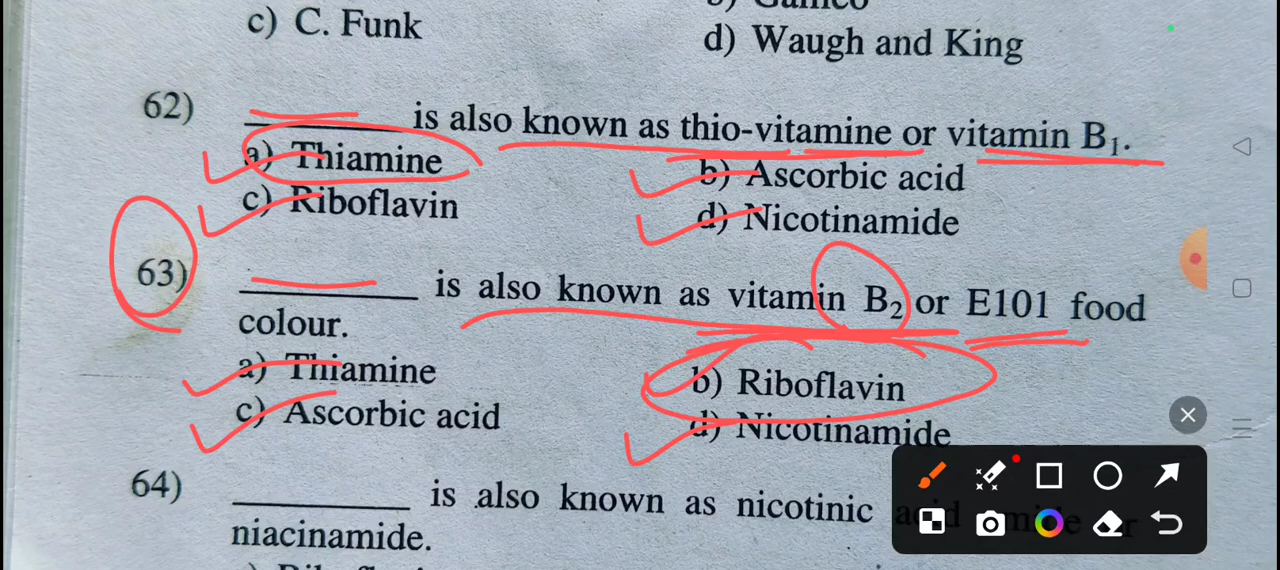 c) C. Funk
d) Waugh and King
62) ________ is also known as thio-vitamine or vitamin B₁.
a) Thiamine b) Ascorbic acid
c) Riboflavin d) Nicotinamide
63) ________ is also known as vitamin B₂ or E101 food
colour.
a) Thiamine b) Riboflavin
c) Ascorbic acid d) Nicotinamide
64) ________ is also known as nicotinic
niacinamide.